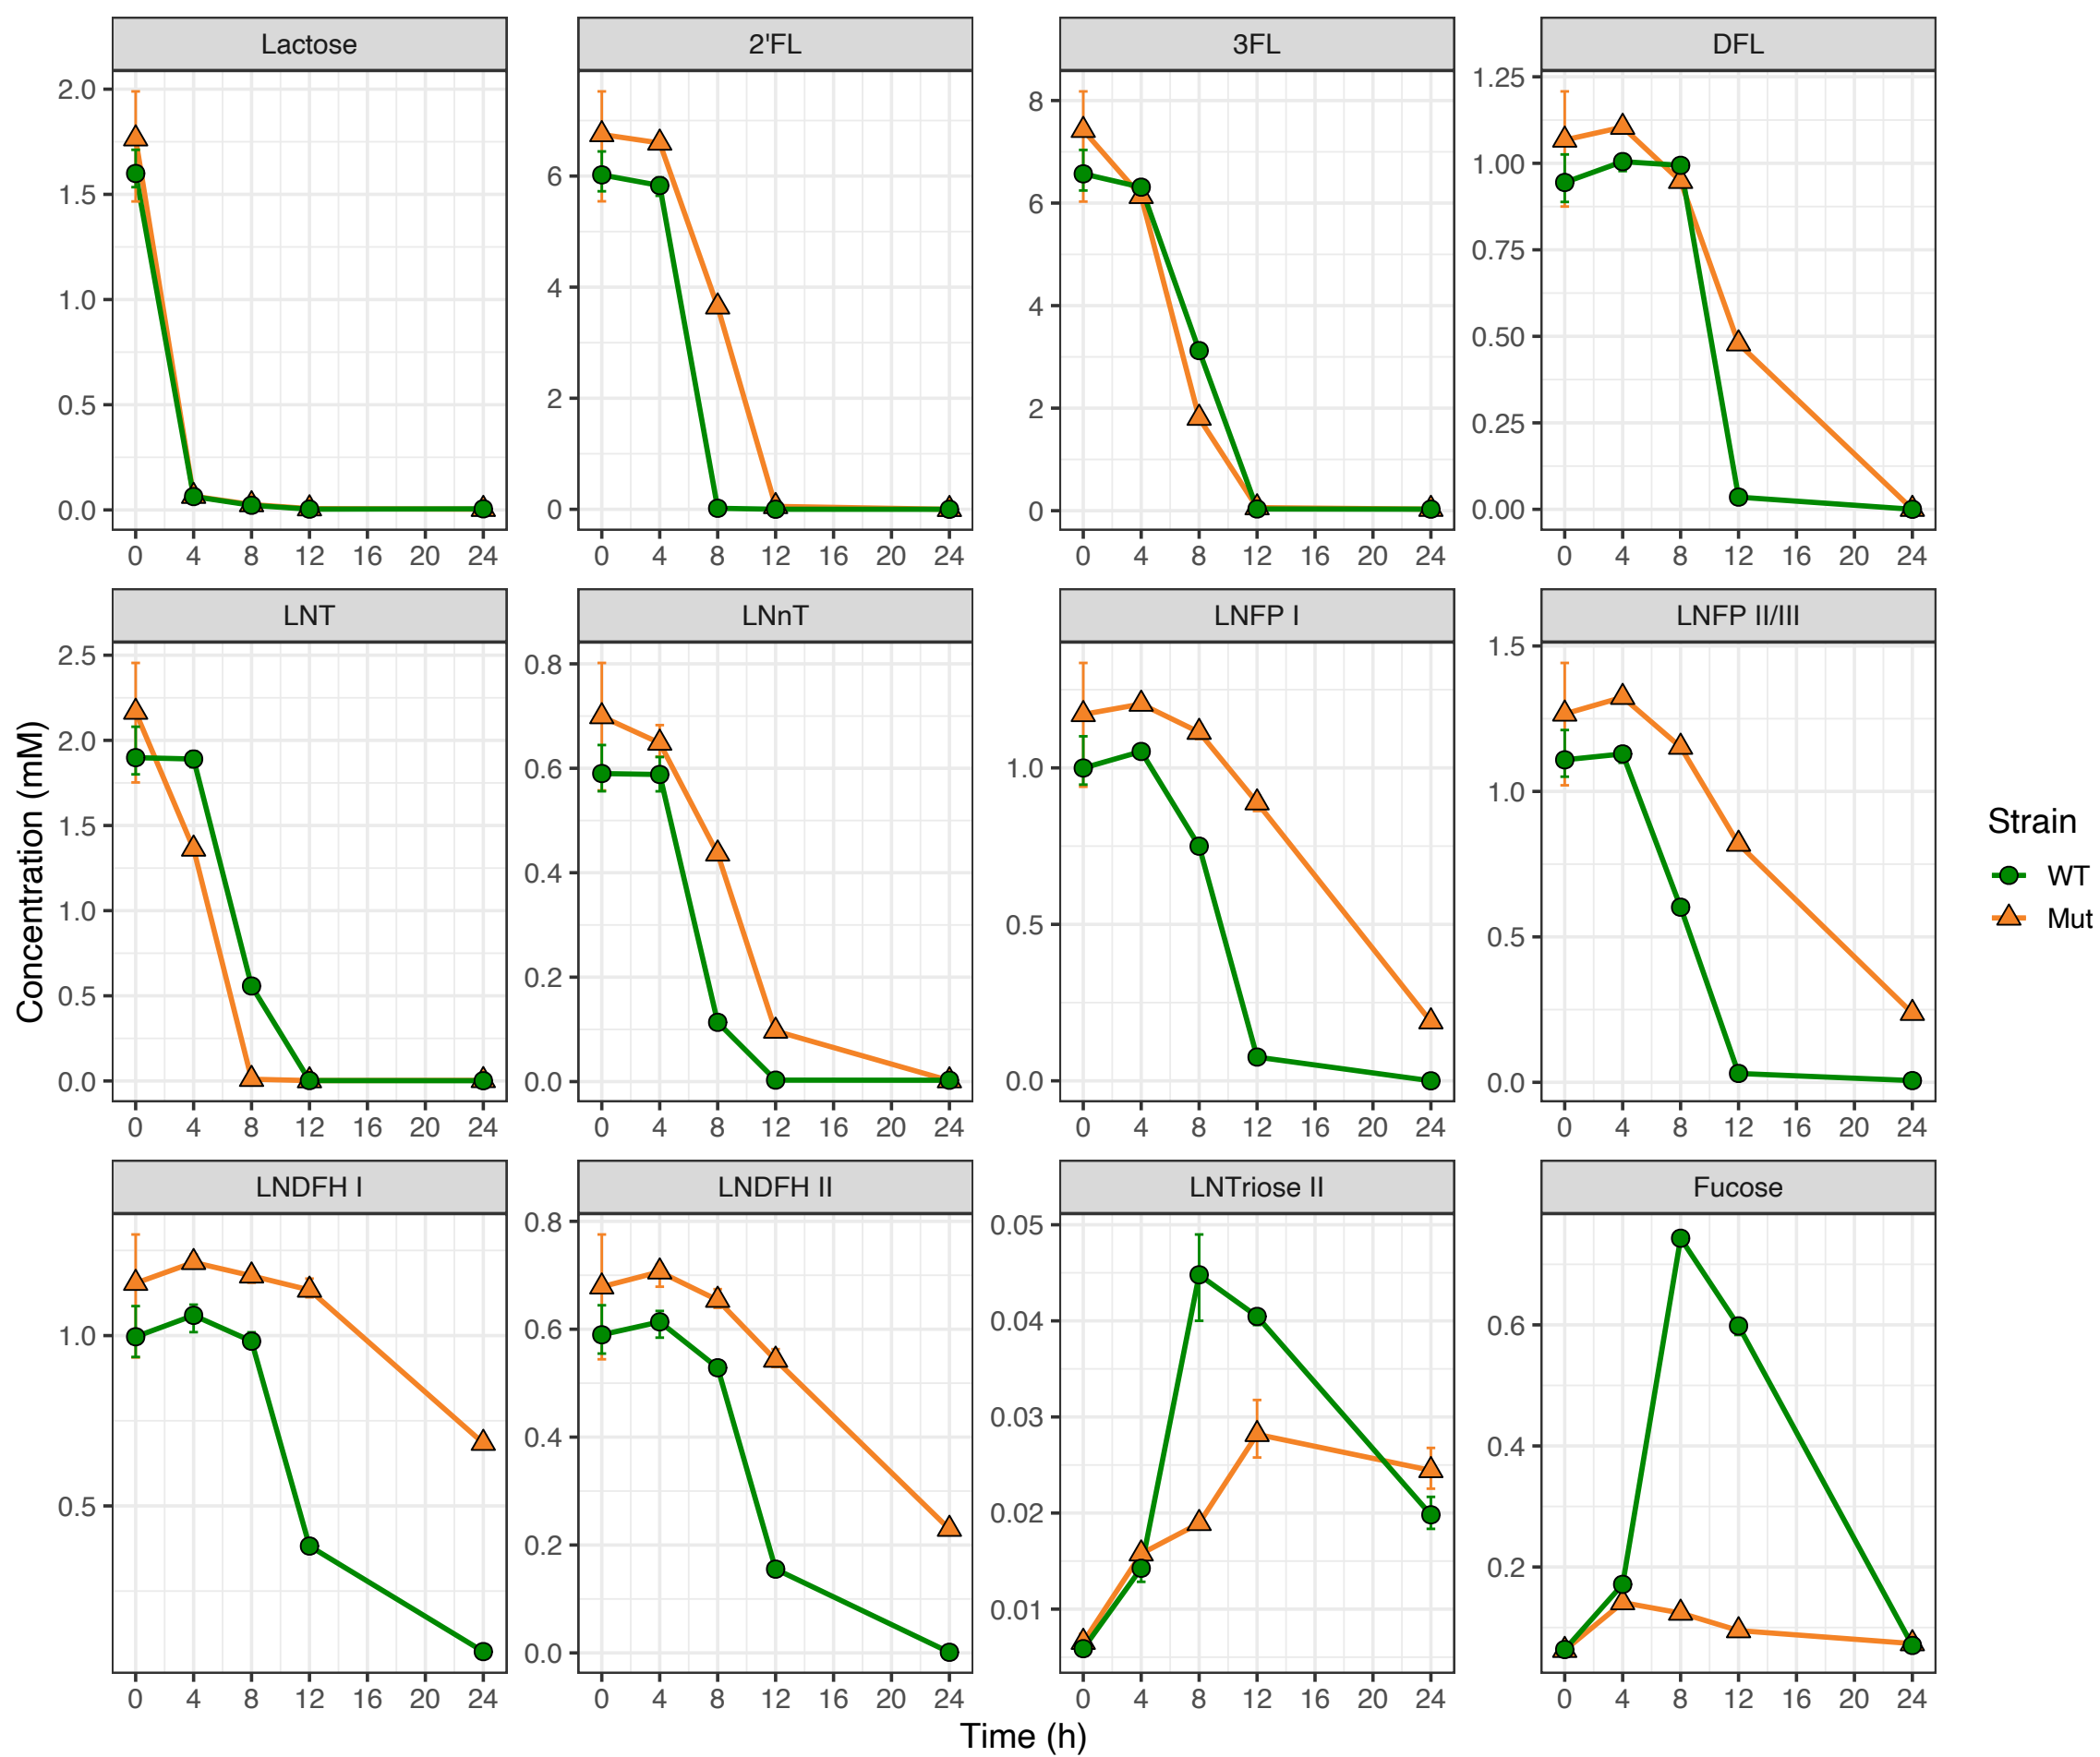 Lactose
2'FL
3FL
DFL
2.0
1.5
1.0
0.5
0.0
6
4
2
0
8
6
4
2
0
1.25
1.00
0.75
0.50
0.25
0.00
0 4 8 12 16 20 24
0 4 8 12 16 20 24
0 4 8 12 16 20 24
0 4 8 12 16 20 24
LNT
LNnT
LNFP I
LNFP II/III
2.5
2.0
1.5
1.0
0.5
0.0
0.8
0.6
0.4
0.2
0.0
1.0
0.5
0.0
1.5
1.0
0.5
0.0
0 4 8 12 16 20 24
0 4 8 12 16 20 24
0 4 8 12 16 20 24
0 4 8 12 16 20 24
LNDFH I
LNDFH II
LNTriose II
Fucose
1.0
0.5
0.8
0.6
0.4
0.2
0.0
0.05
0.04
0.03
0.02
0.01
0.6
0.4
0.2
0 4 8 12 16 20 24
0 4 8 12 16 20 24
0 4 8 12 16 20 24
0 4 8 12 16 20 24
Concentration (mM)
Time (h)
Strain
WT
Mut